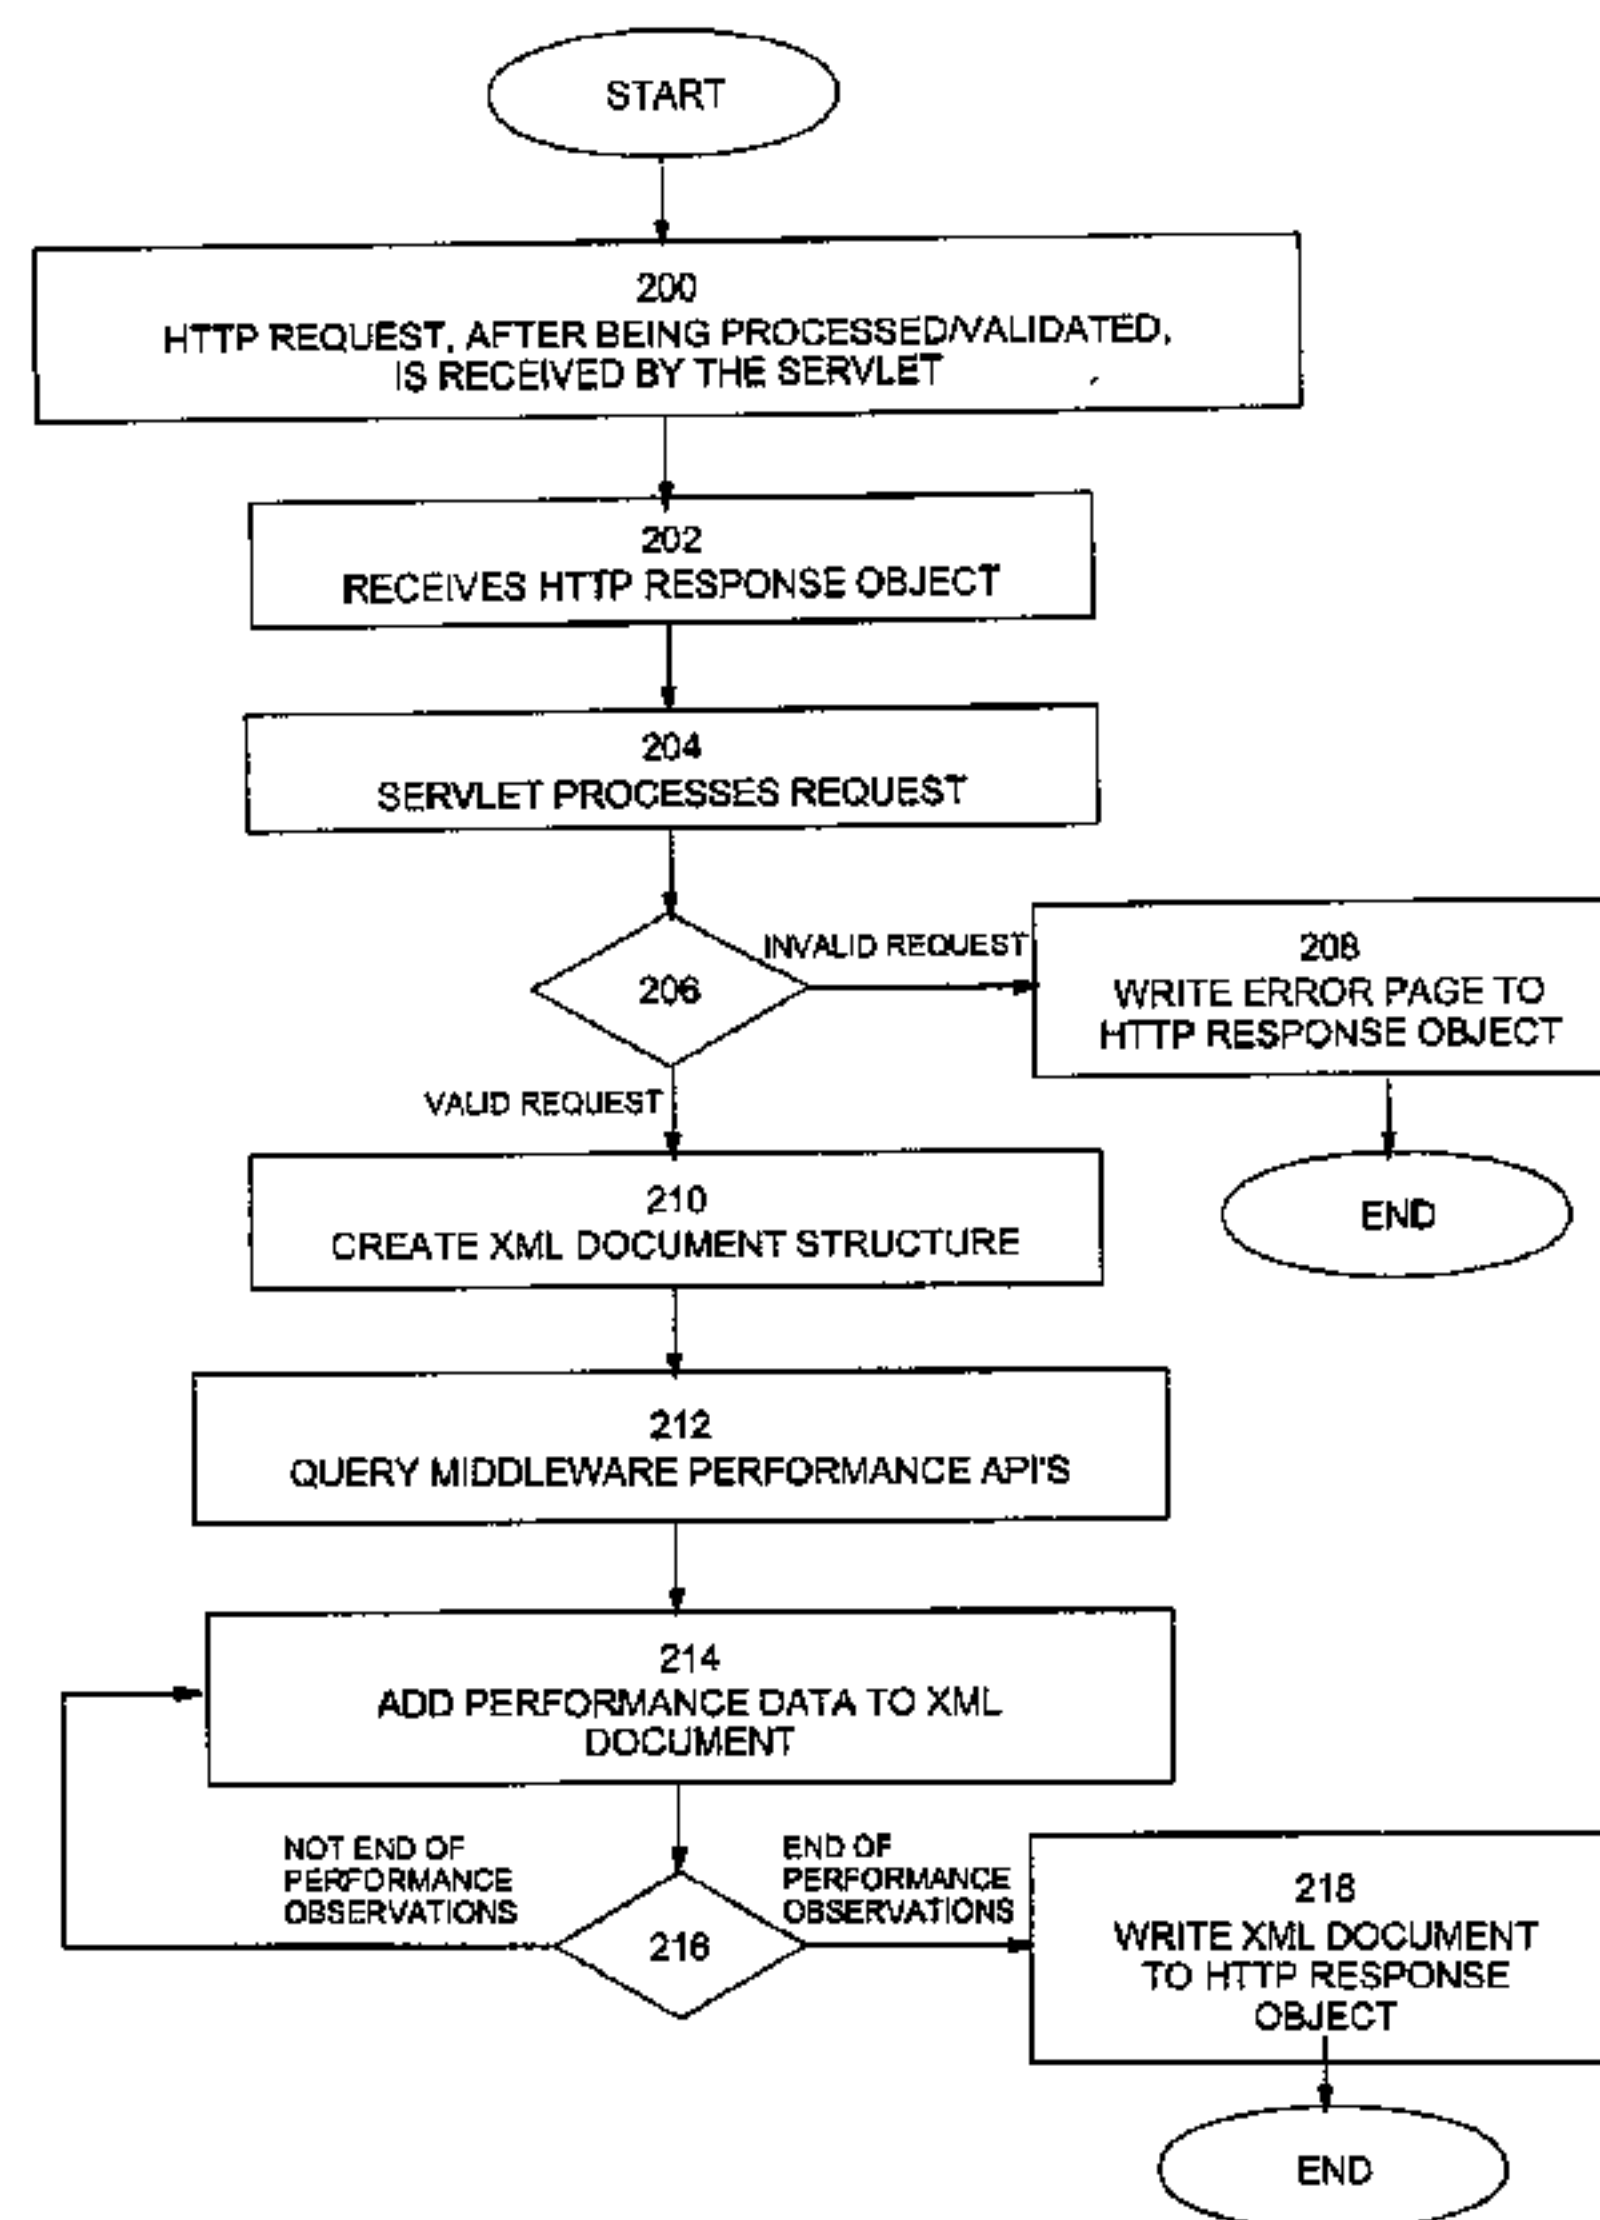 START
200
HTTP REQUEST, AFTER BEING PROCESSED/VALIDATED,
IS RECEIVED BY THE SERVLET
202
RECEIVES HTTP RESPONSE OBJECT
204
SERVLET PROCESSES REQUEST
206
INVALID REQUEST
208
WRITE ERROR PAGE TO
HTTP RESPONSE OBJECT
END
VALID REQUEST
210
CREATE XML DOCUMENT STRUCTURE
212
QUERY MIDDLEWARE PERFORMANCE API'S
214
ADD PERFORMANCE DATA TO XML
DOCUMENT
NOT END OF
PERFORMANCE
OBSERVATIONS
216
END OF
PERFORMANCE
OBSERVATIONS
218
WRITE XML DOCUMENT
TO HTTP RESPONSE
OBJECT
END